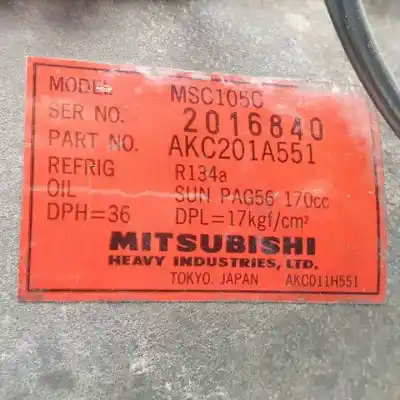 MODEL MSC105C
SER NO. 2016840
PART NO. AKC201A551
REFRIG R134a
OIL SUN PAG56 170cc
DPH=36 DPL=17kgf/cm²
MITSUBISHI
HEAVY INDUSTRIES, LTD.
TOKYO. JAPAN AKC011H551